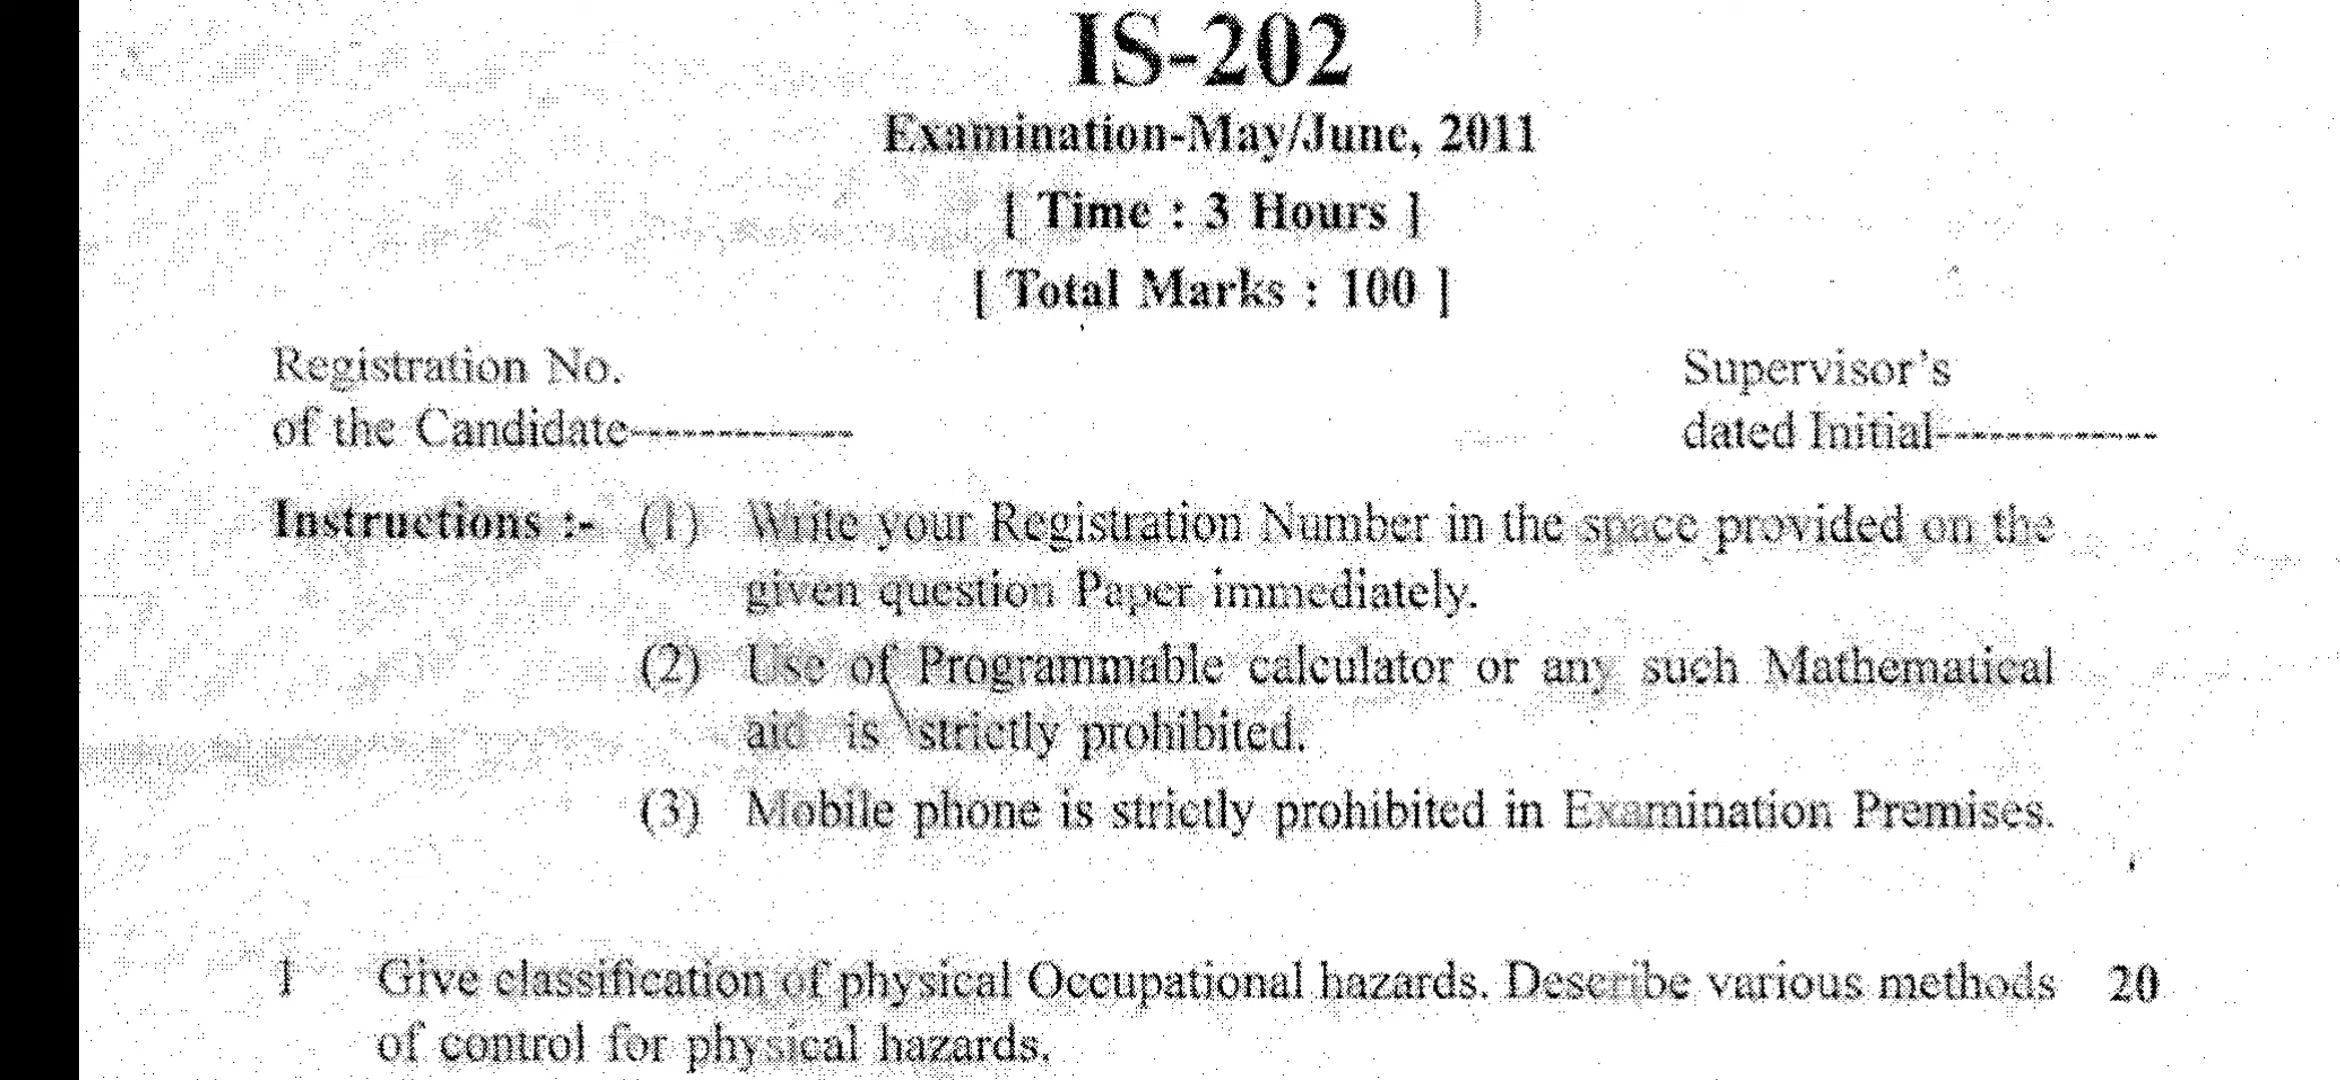 IS-202
Examination-May/June, 2011
[ Time : 3 Hours ]
[ Total Marks : 100 ]
Registration No.
of the Candidate-------------
Supervisor's
dated Initial-------------
Instructions :- (1) Write your Registration Number in the space provided on the
given question Paper immediately.
(2) Use of Programmable calculator or any such Mathematical
aid is strictly prohibited.
(3) Mobile phone is strictly prohibited in Examination Premises.
1 Give classification of physical Occupational hazards. Describe various methods 20
of control for physical hazards.